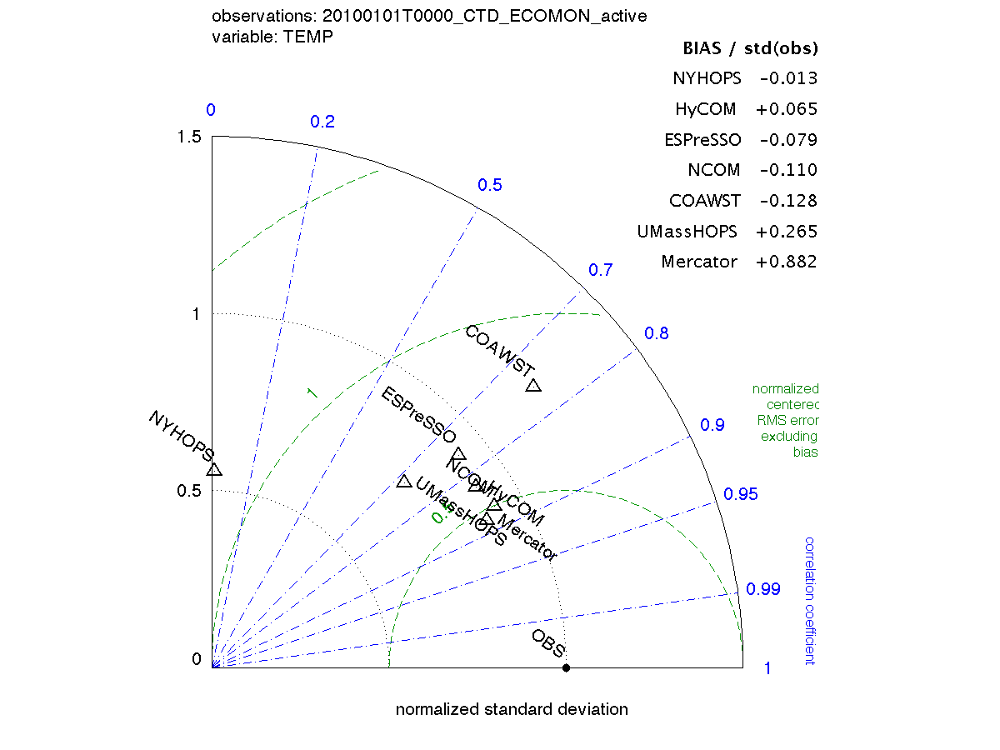 observations: 20100101T0000_CTD_ECOMON_active
variable: TEMP
BIAS / std(obs)
NYHOPS -0.013
HyCOM +0.065
ESPreSSO -0.079
NCOM -0.110
COAWST -0.128
UMassHOPS +0.265
Mercator +0.882
0
0.2
0.5
0.7
0.8
0.9
0.95
0.99
1
1.5
1
0.5
0
COAWST
1
ESPreSSO
NYHOPS
NCOM
HyCOM
UMassHOPS
Mercator
OBS
normalized
centered
RMS error
excluding
bias
correlation coefficient
normalized standard deviation